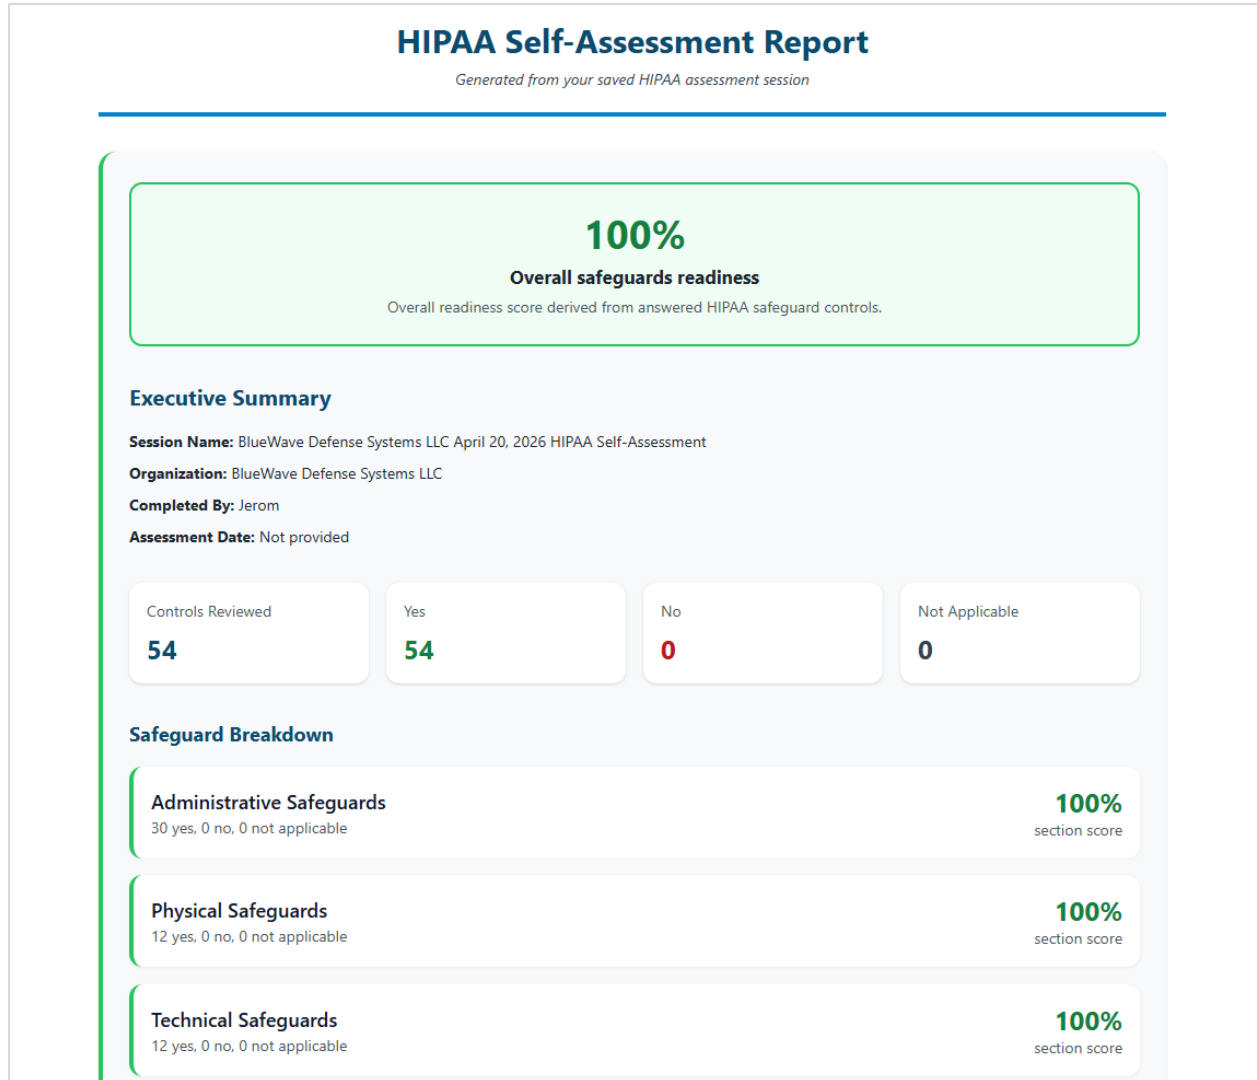 HIPAA Self-Assessment Report
Generated from your saved HIPAA assessment session
100%
Overall safeguards readiness
Overall readiness score derived from answered HIPAA safeguard controls.
Executive Summary
Session Name: BlueWave Defense Systems LLC April 20, 2026 HIPAA Self-Assessment
Organization: BlueWave Defense Systems LLC
Completed By: Jerom
Assessment Date: Not provided
Controls Reviewed
54
Yes
54
No
0
Not Applicable
0
Safeguard Breakdown
Administrative Safeguards
30 yes, 0 no, 0 not applicable
100%
section score
Physical Safeguards
12 yes, 0 no, 0 not applicable
100%
section score
Technical Safeguards
12 yes, 0 no, 0 not applicable
100%
section score